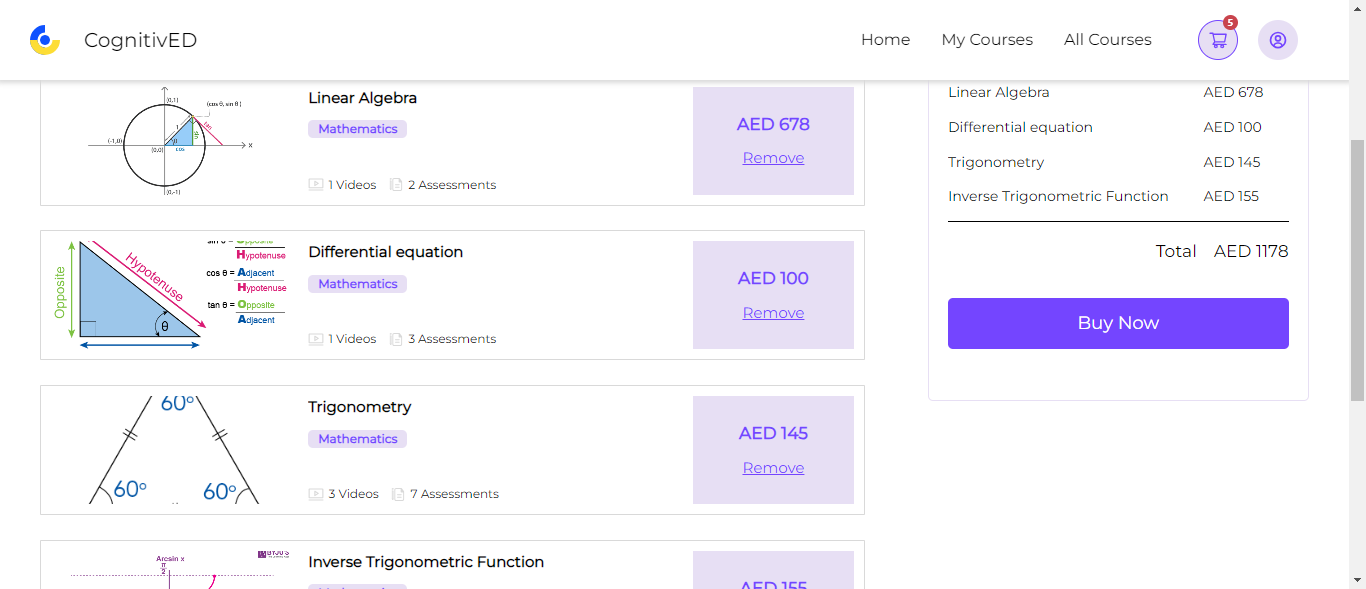 CognitivED
Home
My Courses
All Courses
5
(0,1)
(cos θ, sin θ)
1
tan
sin
θ
(-1,0)
(0,0)
cos
x
(0,-1)
Linear Algebra
Mathematics
1 Videos
2 Assessments
AED 678
Remove
Opposite
Hypotenuse
θ
sin θ = Opposite
Hypotenuse
cos θ = Adjacent
Hypotenuse
tan θ = Opposite
Adjacent
Differential equation
Mathematics
1 Videos
3 Assessments
AED 100
Remove
60°
60°
60°
Trigonometry
Mathematics
3 Videos
7 Assessments
AED 145
Remove
Arcsin x
π
2
BYJU'S
Inverse Trigonometric Function
Mathematics
AED 155
Linear Algebra AED 678
Differential equation AED 100
Trigonometry AED 145
Inverse Trigonometric Function AED 155
Total AED 1178
Buy Now